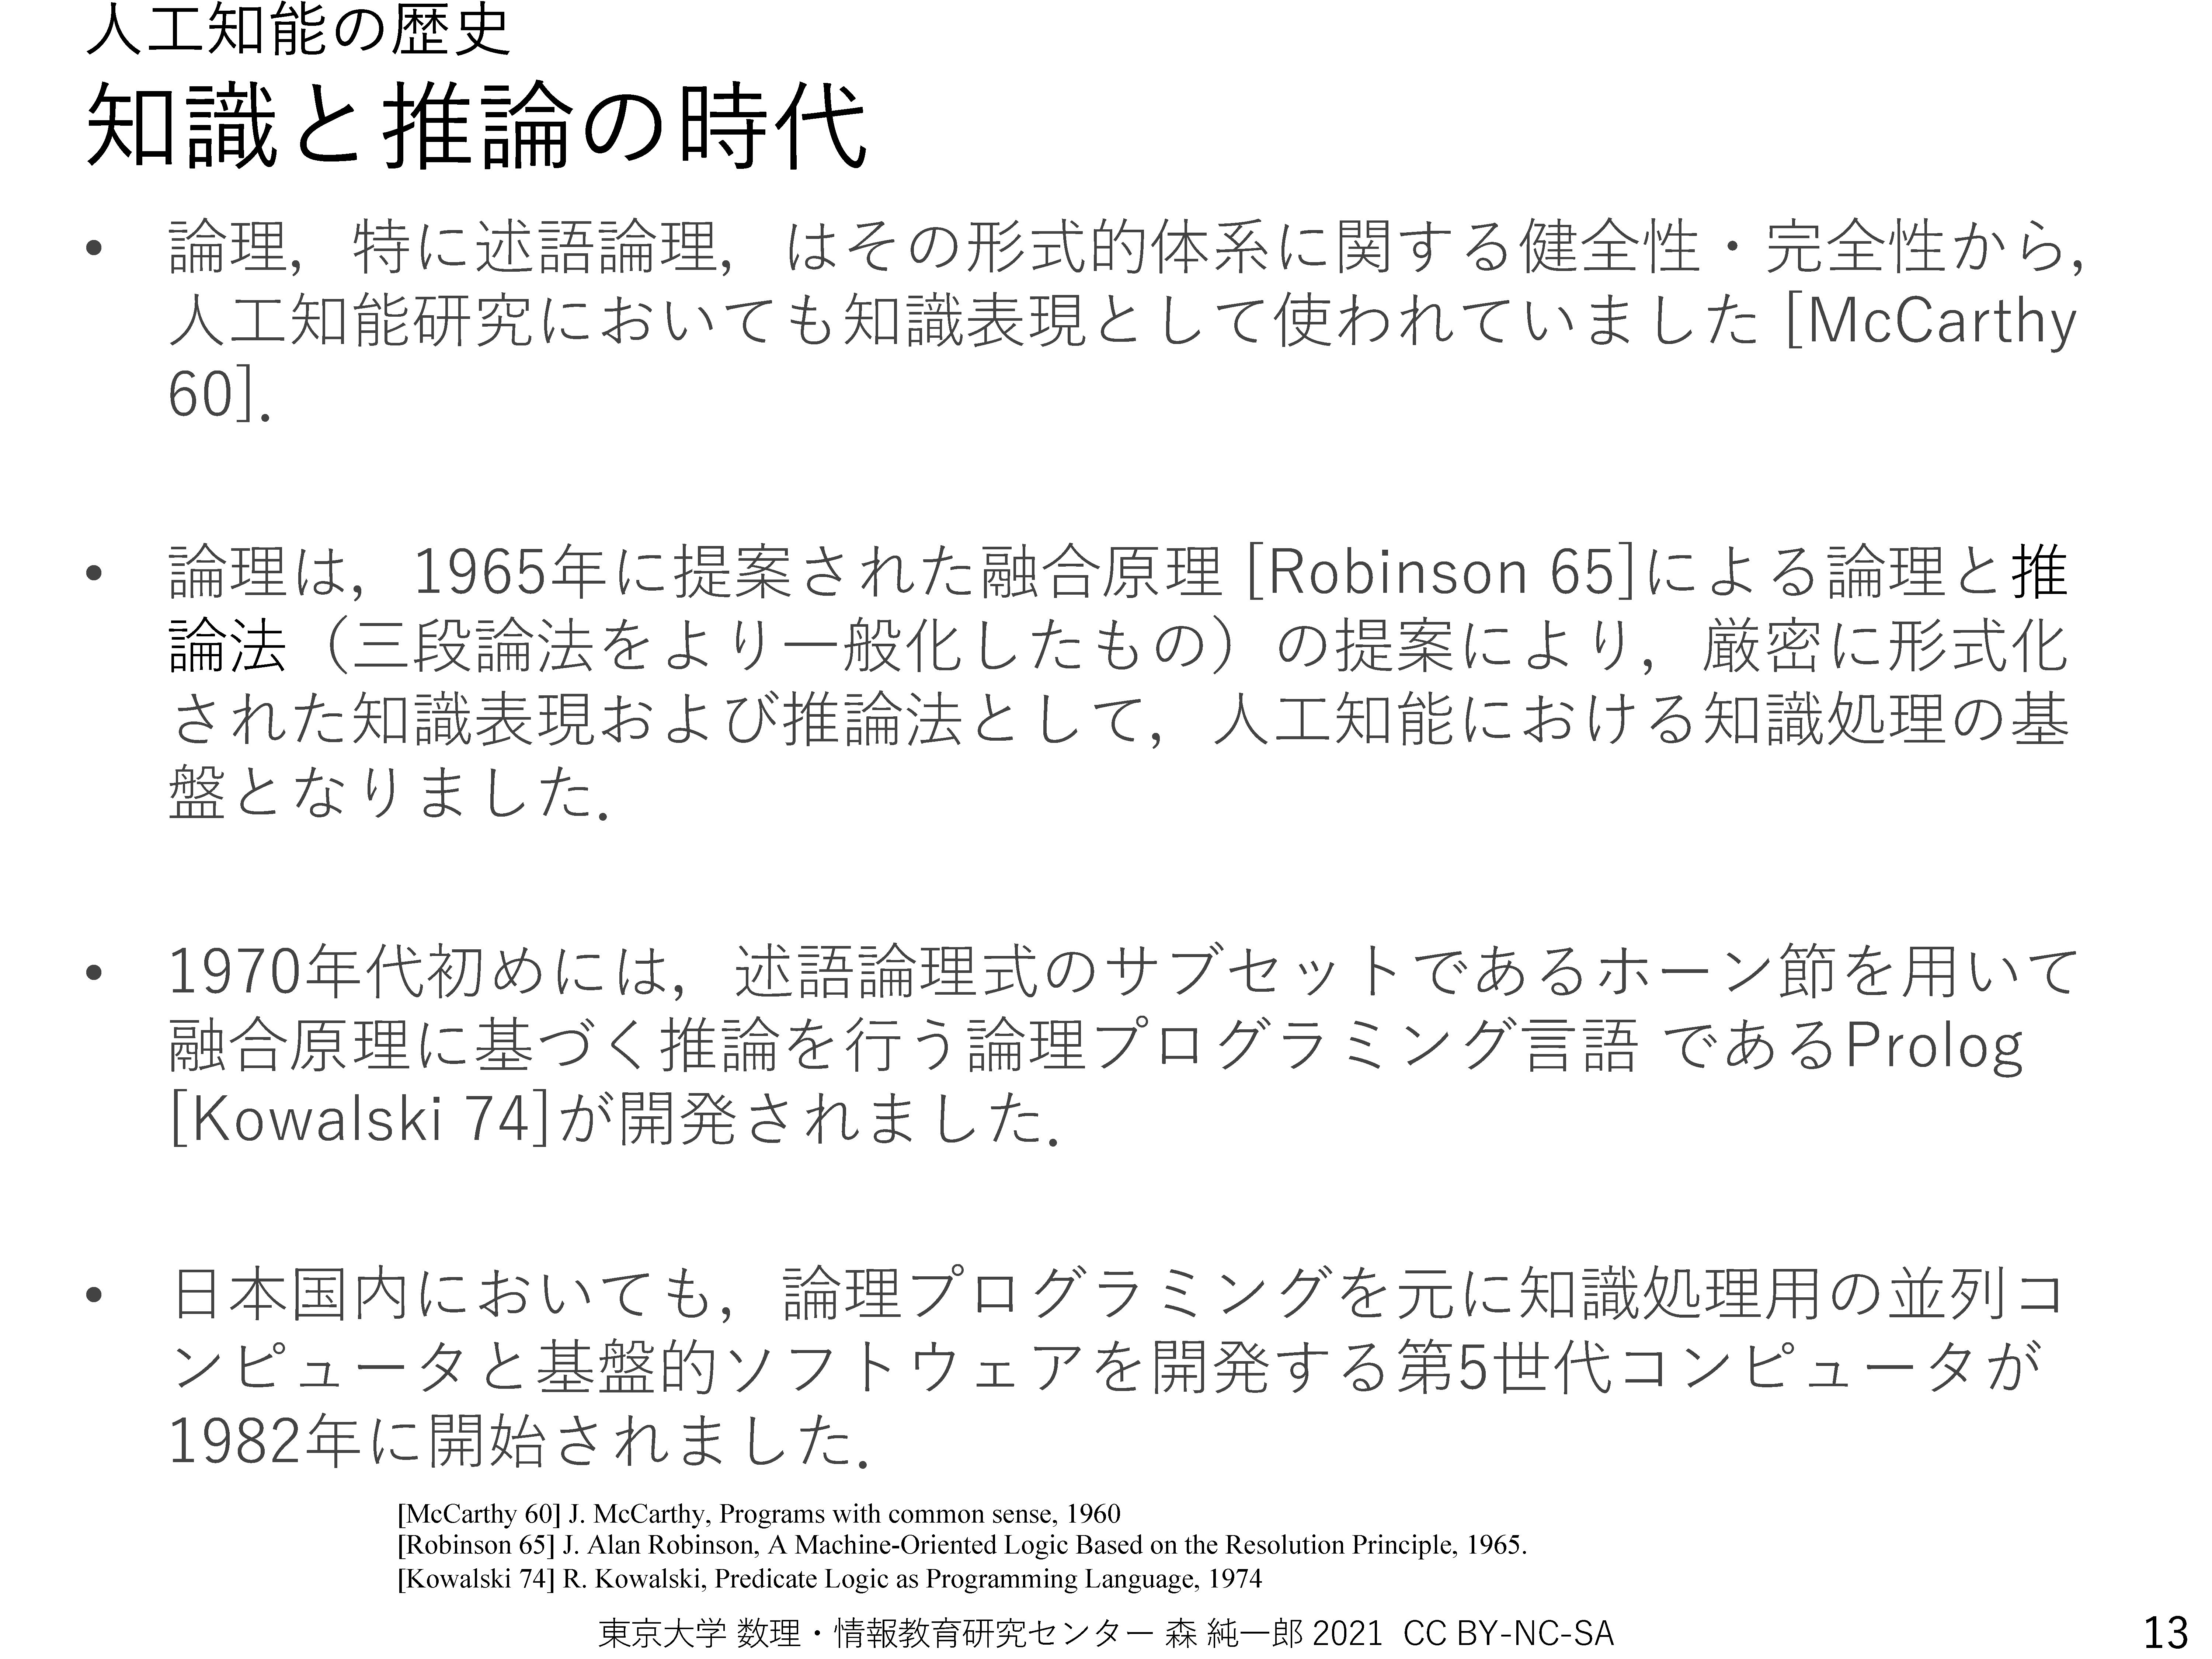 人工知能の歴史
知識と推論の時代
• 論理，特に述語論理，はその形式的体系に関する健全性・完全性から，
人工知能研究においても知識表現として使われていました [McCarthy
60]．
• 論理は，1965年に提案された融合原理 [Robinson 65]による論理と推
論法（三段論法をより一般化したもの）の提案により，厳密に形式化
された知識表現および推論法として，人工知能における知識処理の基
盤となりました．
• 1970年代初めには，述語論理式のサブセットであるホーン節を用いて
融合原理に基づく推論を行う論理プログラミング言語 であるProlog
[Kowalski 74]が開発されました．
• 日本国内においても，論理プログラミングを元に知識処理用の並列コ
ンピュータと基盤的ソフトウェアを開発する第5世代コンピュータが
1982年に開始されました．
[McCarthy 60] J. McCarthy, Programs with common sense, 1960
[Robinson 65] J. Alan Robinson, A Machine-Oriented Logic Based on the Resolution Principle, 1965.
[Kowalski 74] R. Kowalski, Predicate Logic as Programming Language, 1974
東京大学 数理・情報教育研究センター 森 純一郎 2021 CC BY-NC-SA
13